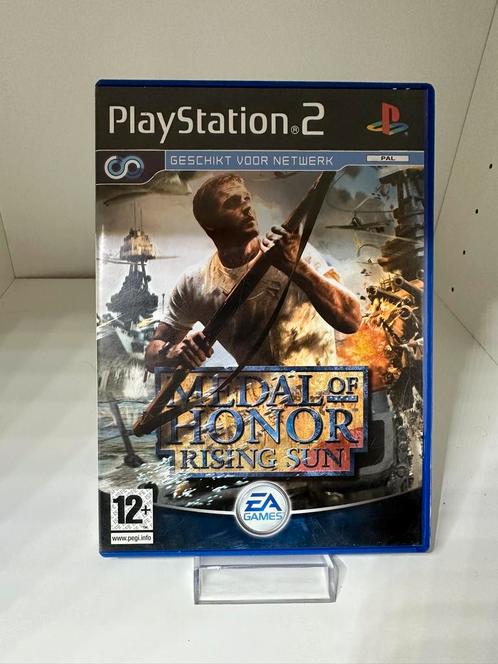 PlayStation®2
GESCHIKT VOOR NETWERK
PAL
MEDAL OF
HONOR
RISING SUN
12+
www.pegi.info
EA
GAMES